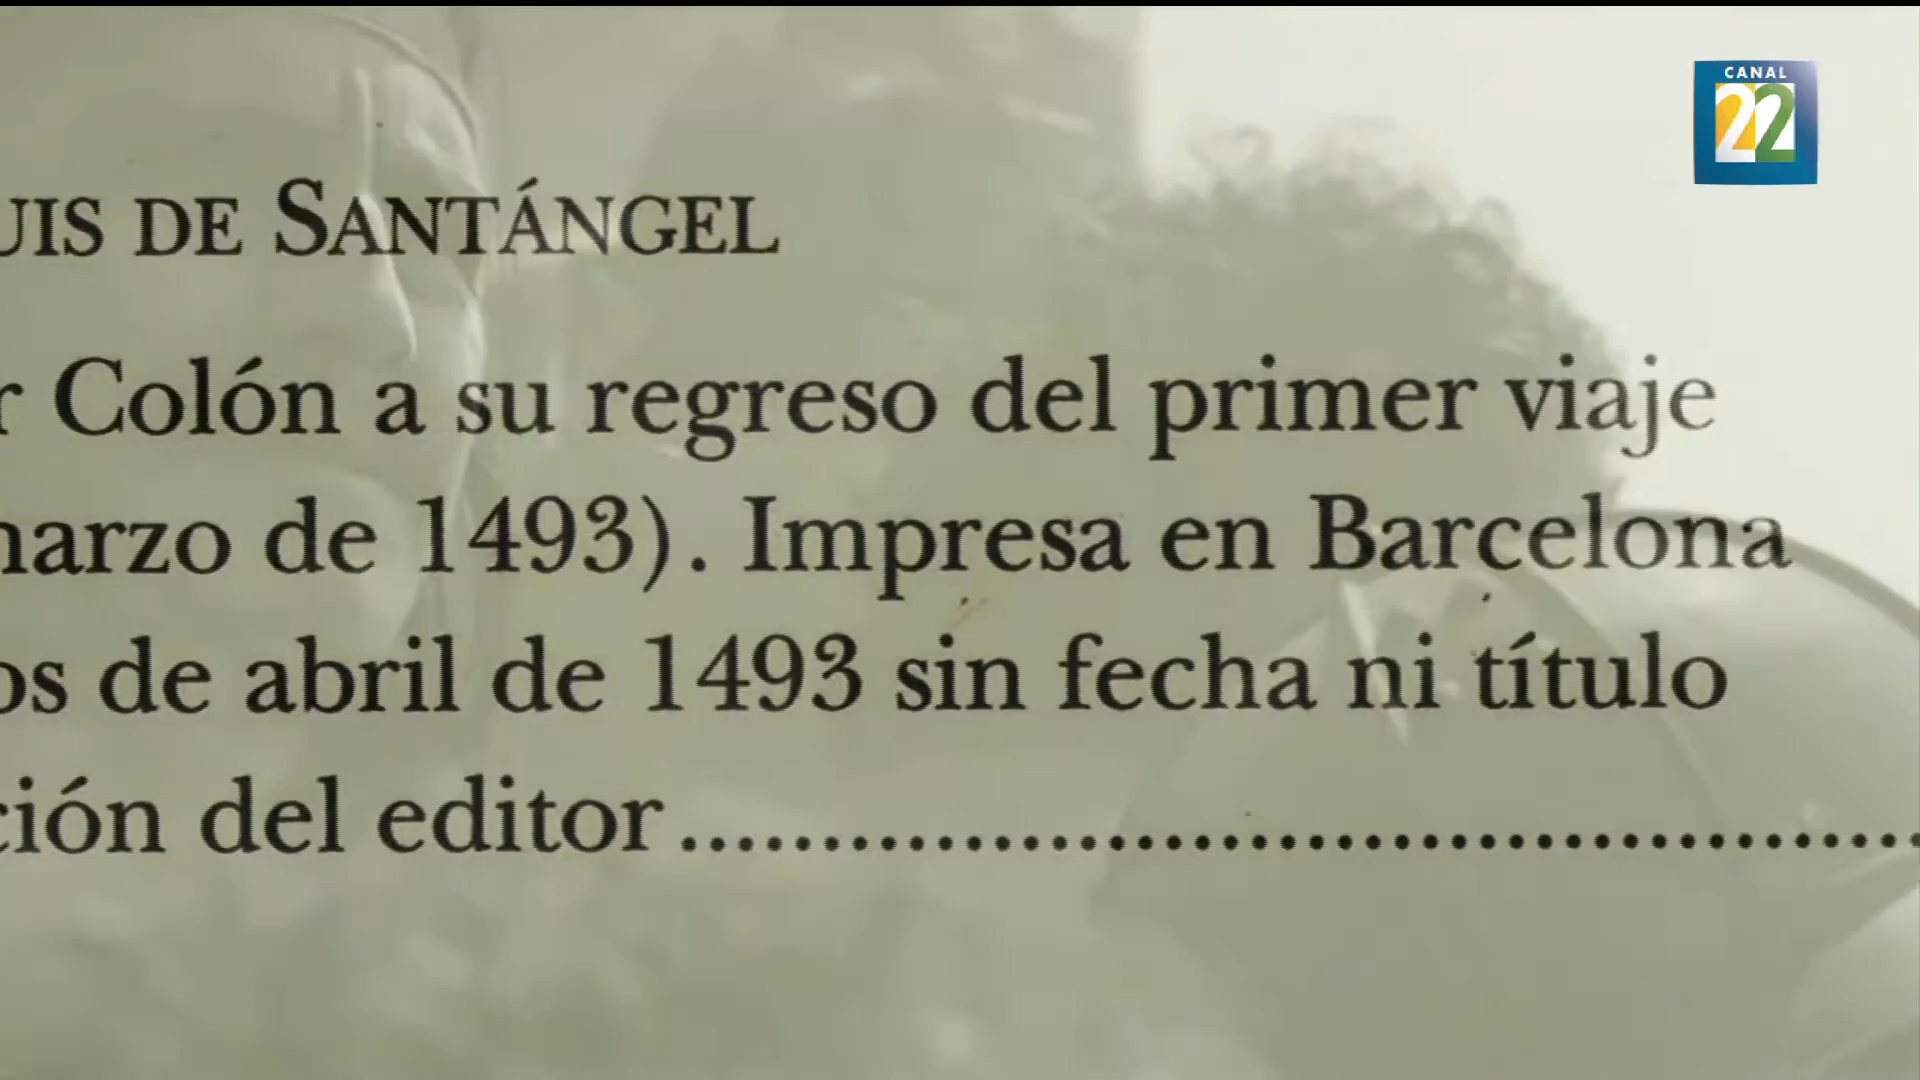 CANAL
22
UIS DE SANTÁNGEL
r Colón a su regreso del primer viaje
marzo de 1493). Impresa en Barcelona
os de abril de 1493 sin fecha ni título
ción del editor..........................................